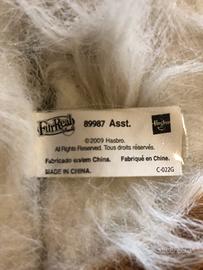 FurReal
89987 Asst.
Hasbro
©2009 Hasbro.
All Rights Reserved. Tous droits réservés.
Fabricado en/em China. Fabriqué en Chine.
MADE IN CHINA.
C-022G